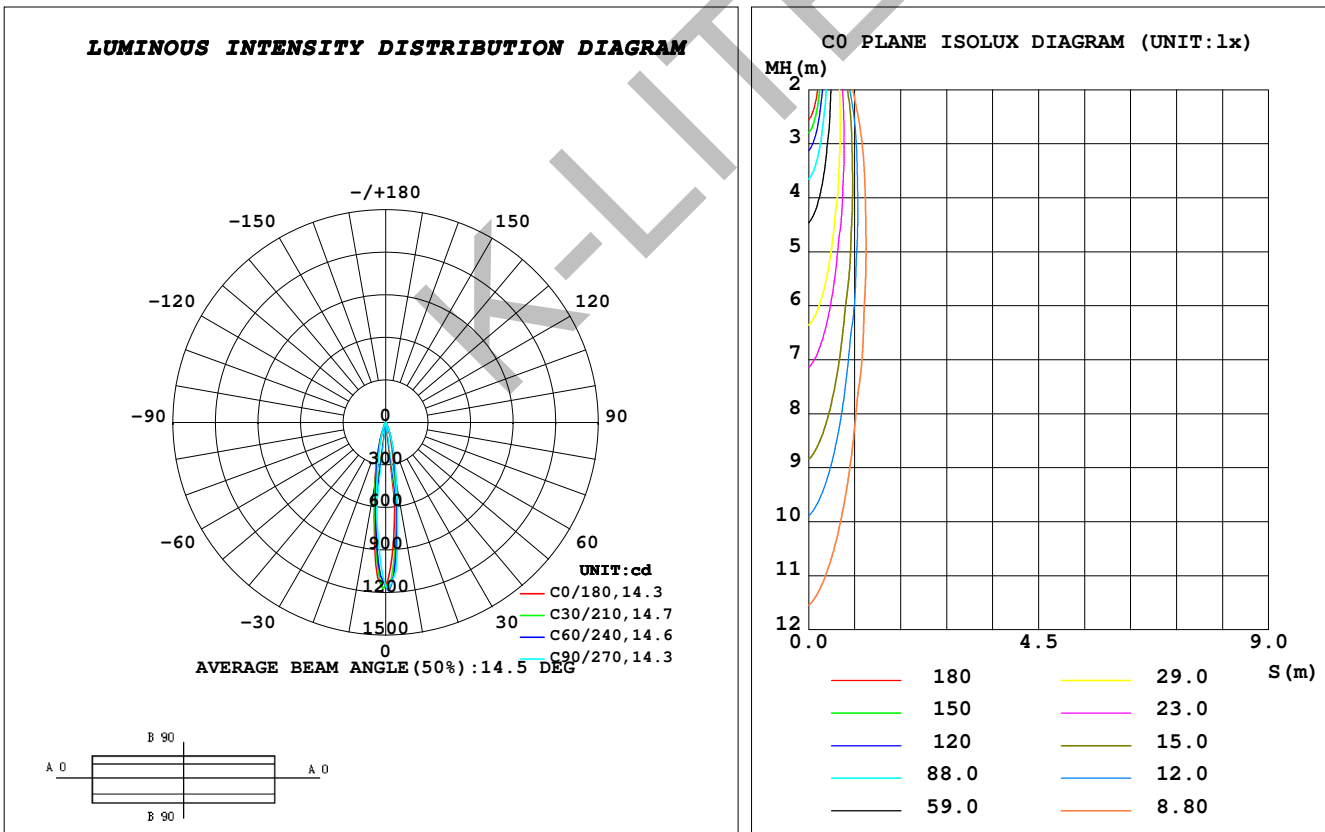 LUMINOUS INTENSITY DISTRIBUTION DIAGRAM
-/+180
-150
150
-120
120
-90
90
-60
60
-30
30
0
0
300
600
900
1200
1500
UNIT:cd
C0/180,14.3
C30/210,14.7
C60/240,14.6
C90/270,14.3
AVERAGE BEAM ANGLE(50%):14.5 DEG
B 90
A 0
A 0
B 90
C0 PLANE ISOLUX DIAGRAM (UNIT:lx)
MH(m)
2
3
4
5
6
7
8
9
10
11
12
0.0
4.5
9.0
S(m)
180
29.0
150
23.0
120
15.0
88.0
12.0
59.0
8.80
K-LITE